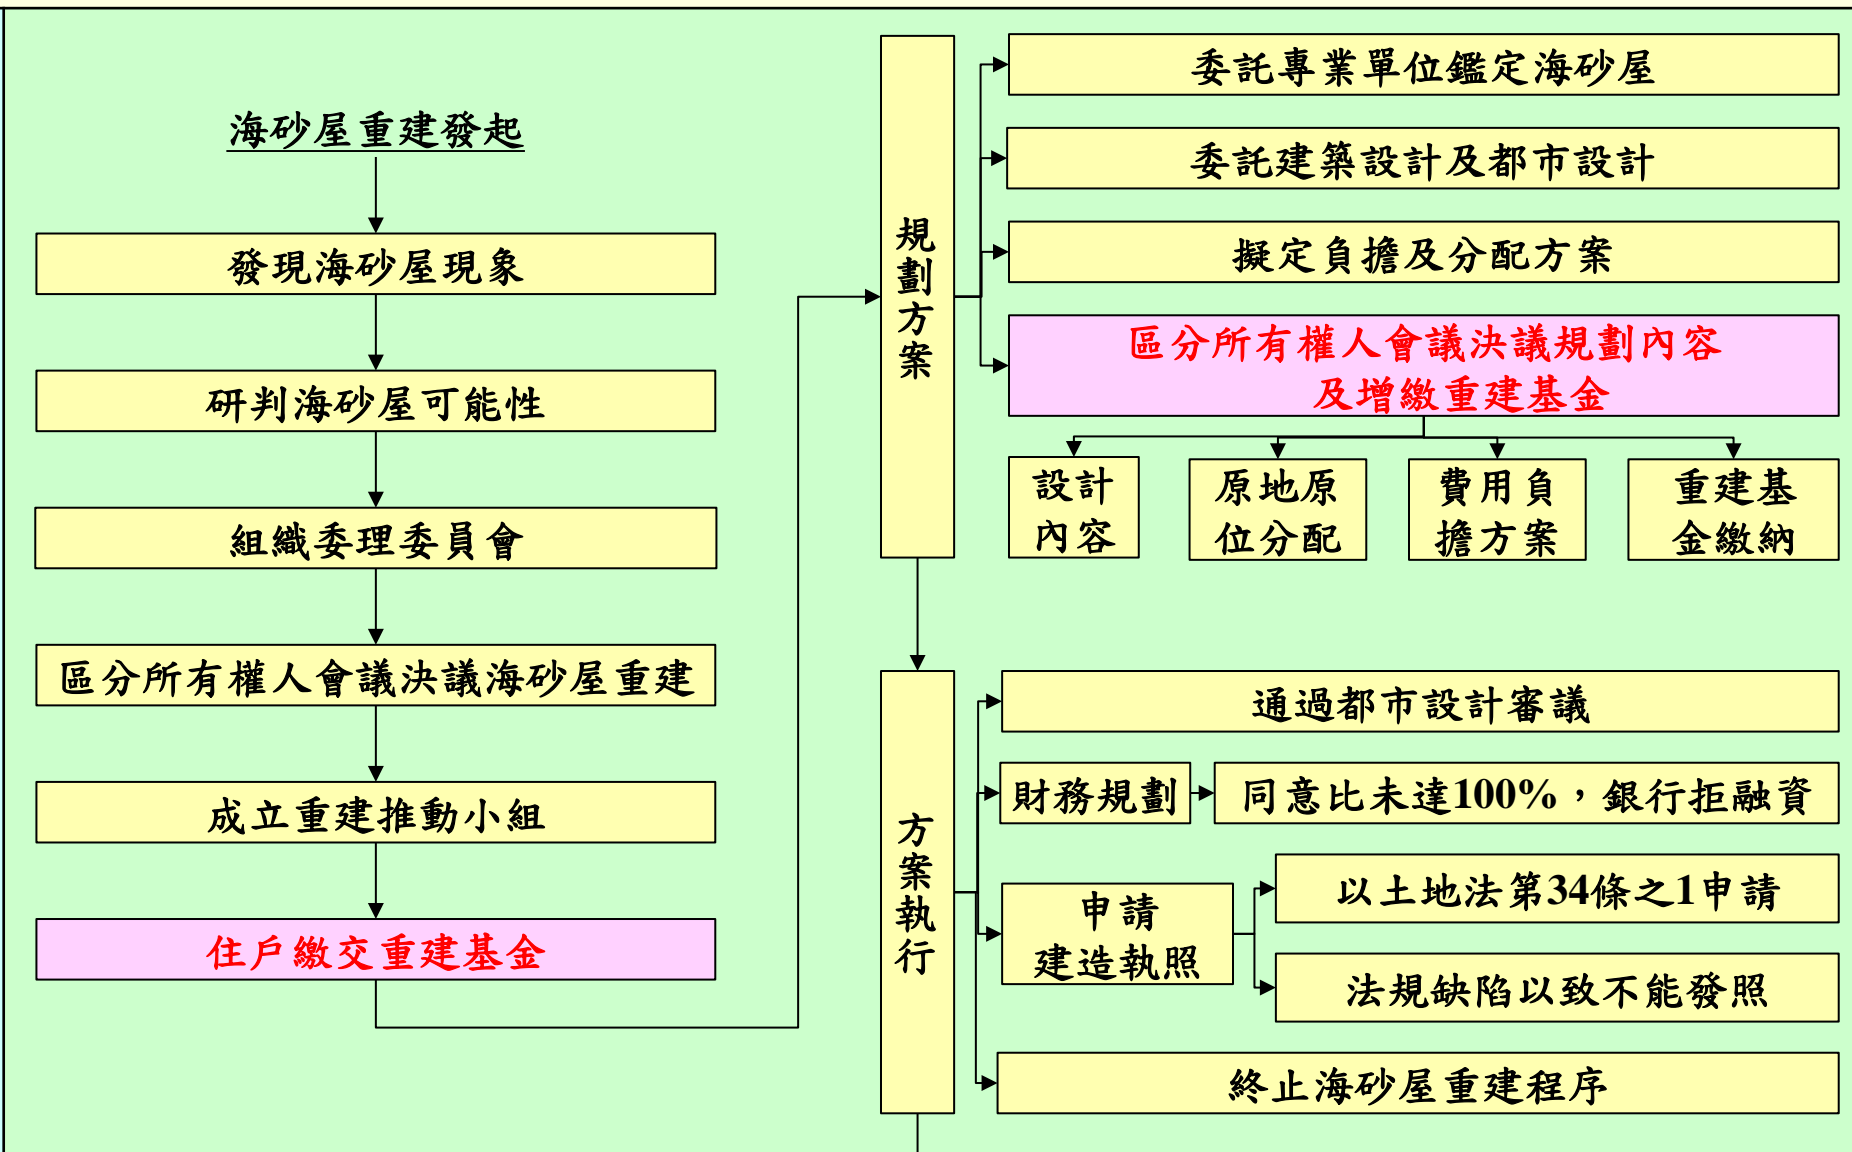 海砂屋重建發起
發現海砂屋現象
研判海砂屋可能性
組織委理委員會
區分所有權人會議決議海砂屋重建
成立重建推動小組
住戶繳交重建基金
規劃方案
委託專業單位鑑定海砂屋
委託建築設計及都市設計
擬定負擔及分配方案
區分所有權人會議決議規劃內容
及增繳重建基金
設計
內容
原地原
位分配
費用負
擔方案
重建基
金繳納
方案執行
通過都市設計審議
財務規劃
同意比未達100%，銀行拒融資
申請
建造執照
以土地法第34條之1申請
法規缺陷以致不能發照
終止海砂屋重建程序